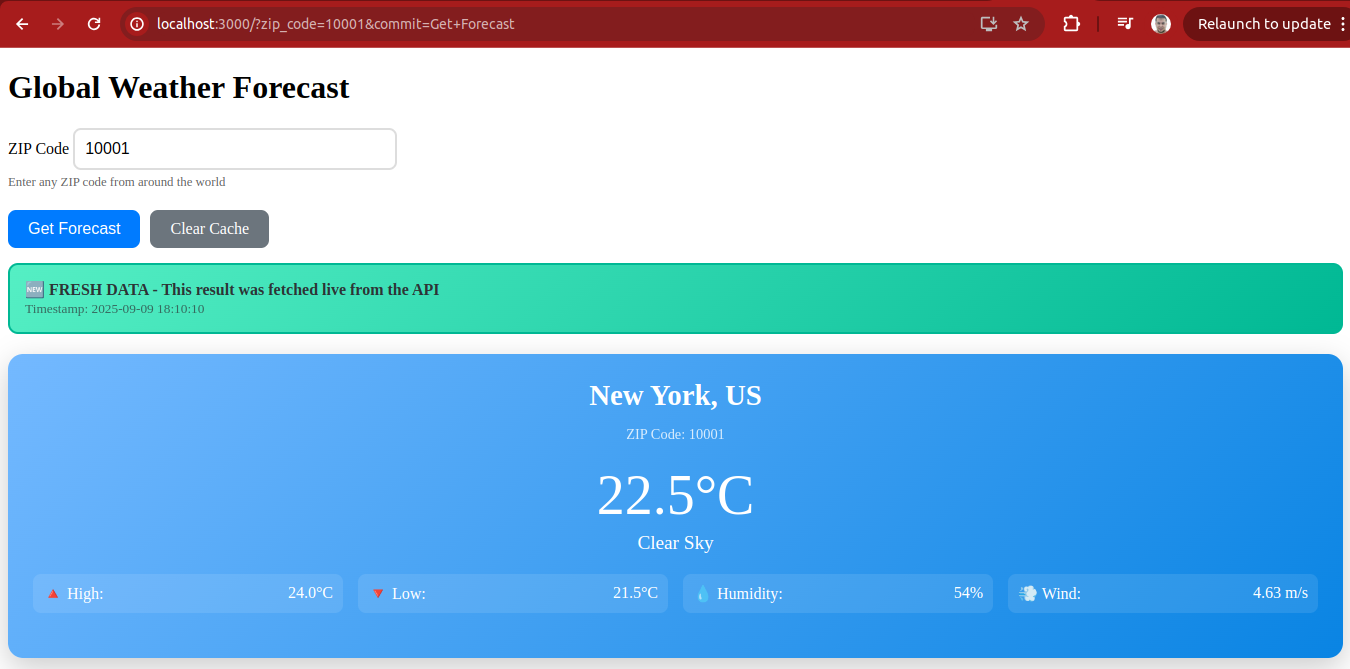 localhost:3000/?zip_code=10001&commit=Get+Forecast
Relaunch to update
Global Weather Forecast
ZIP Code 10001
Enter any ZIP code from around the world
Get Forecast Clear Cache
🆕 FRESH DATA - This result was fetched live from the API
Timestamp: 2025-09-09 18:10:10
New York, US
ZIP Code: 10001
22.5°C
Clear Sky
🔺 High: 24.0°C 🔻 Low: 21.5°C 💧 Humidity: 54% 💨 Wind: 4.63 m/s